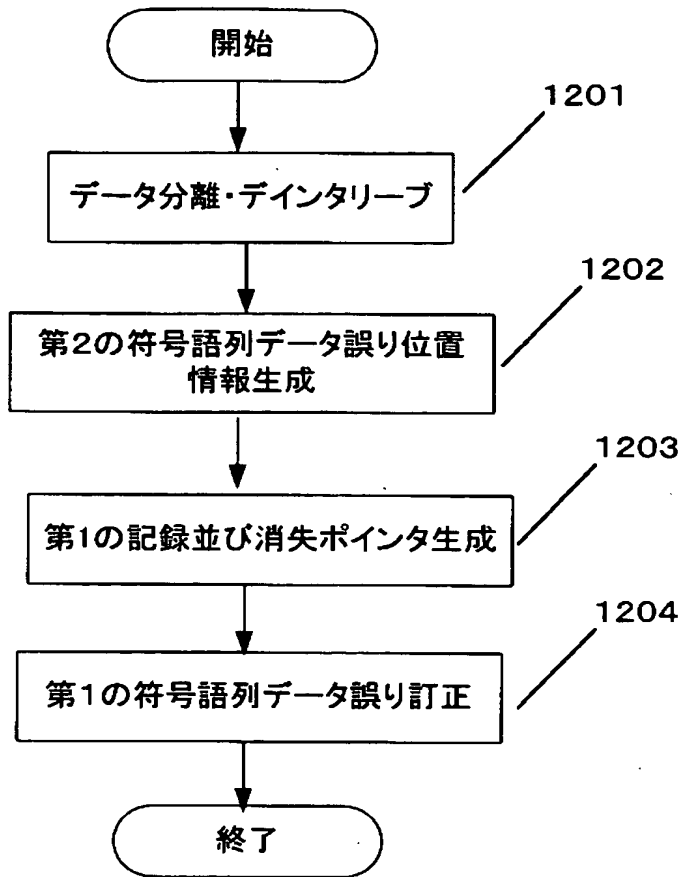 開始
1201
データ分離・デインタリーブ
1202
第2の符号語列データ誤り位置
情報生成
1203
第1の記録並び消失ポインタ生成
1204
第1の符号語列データ誤り訂正
終了